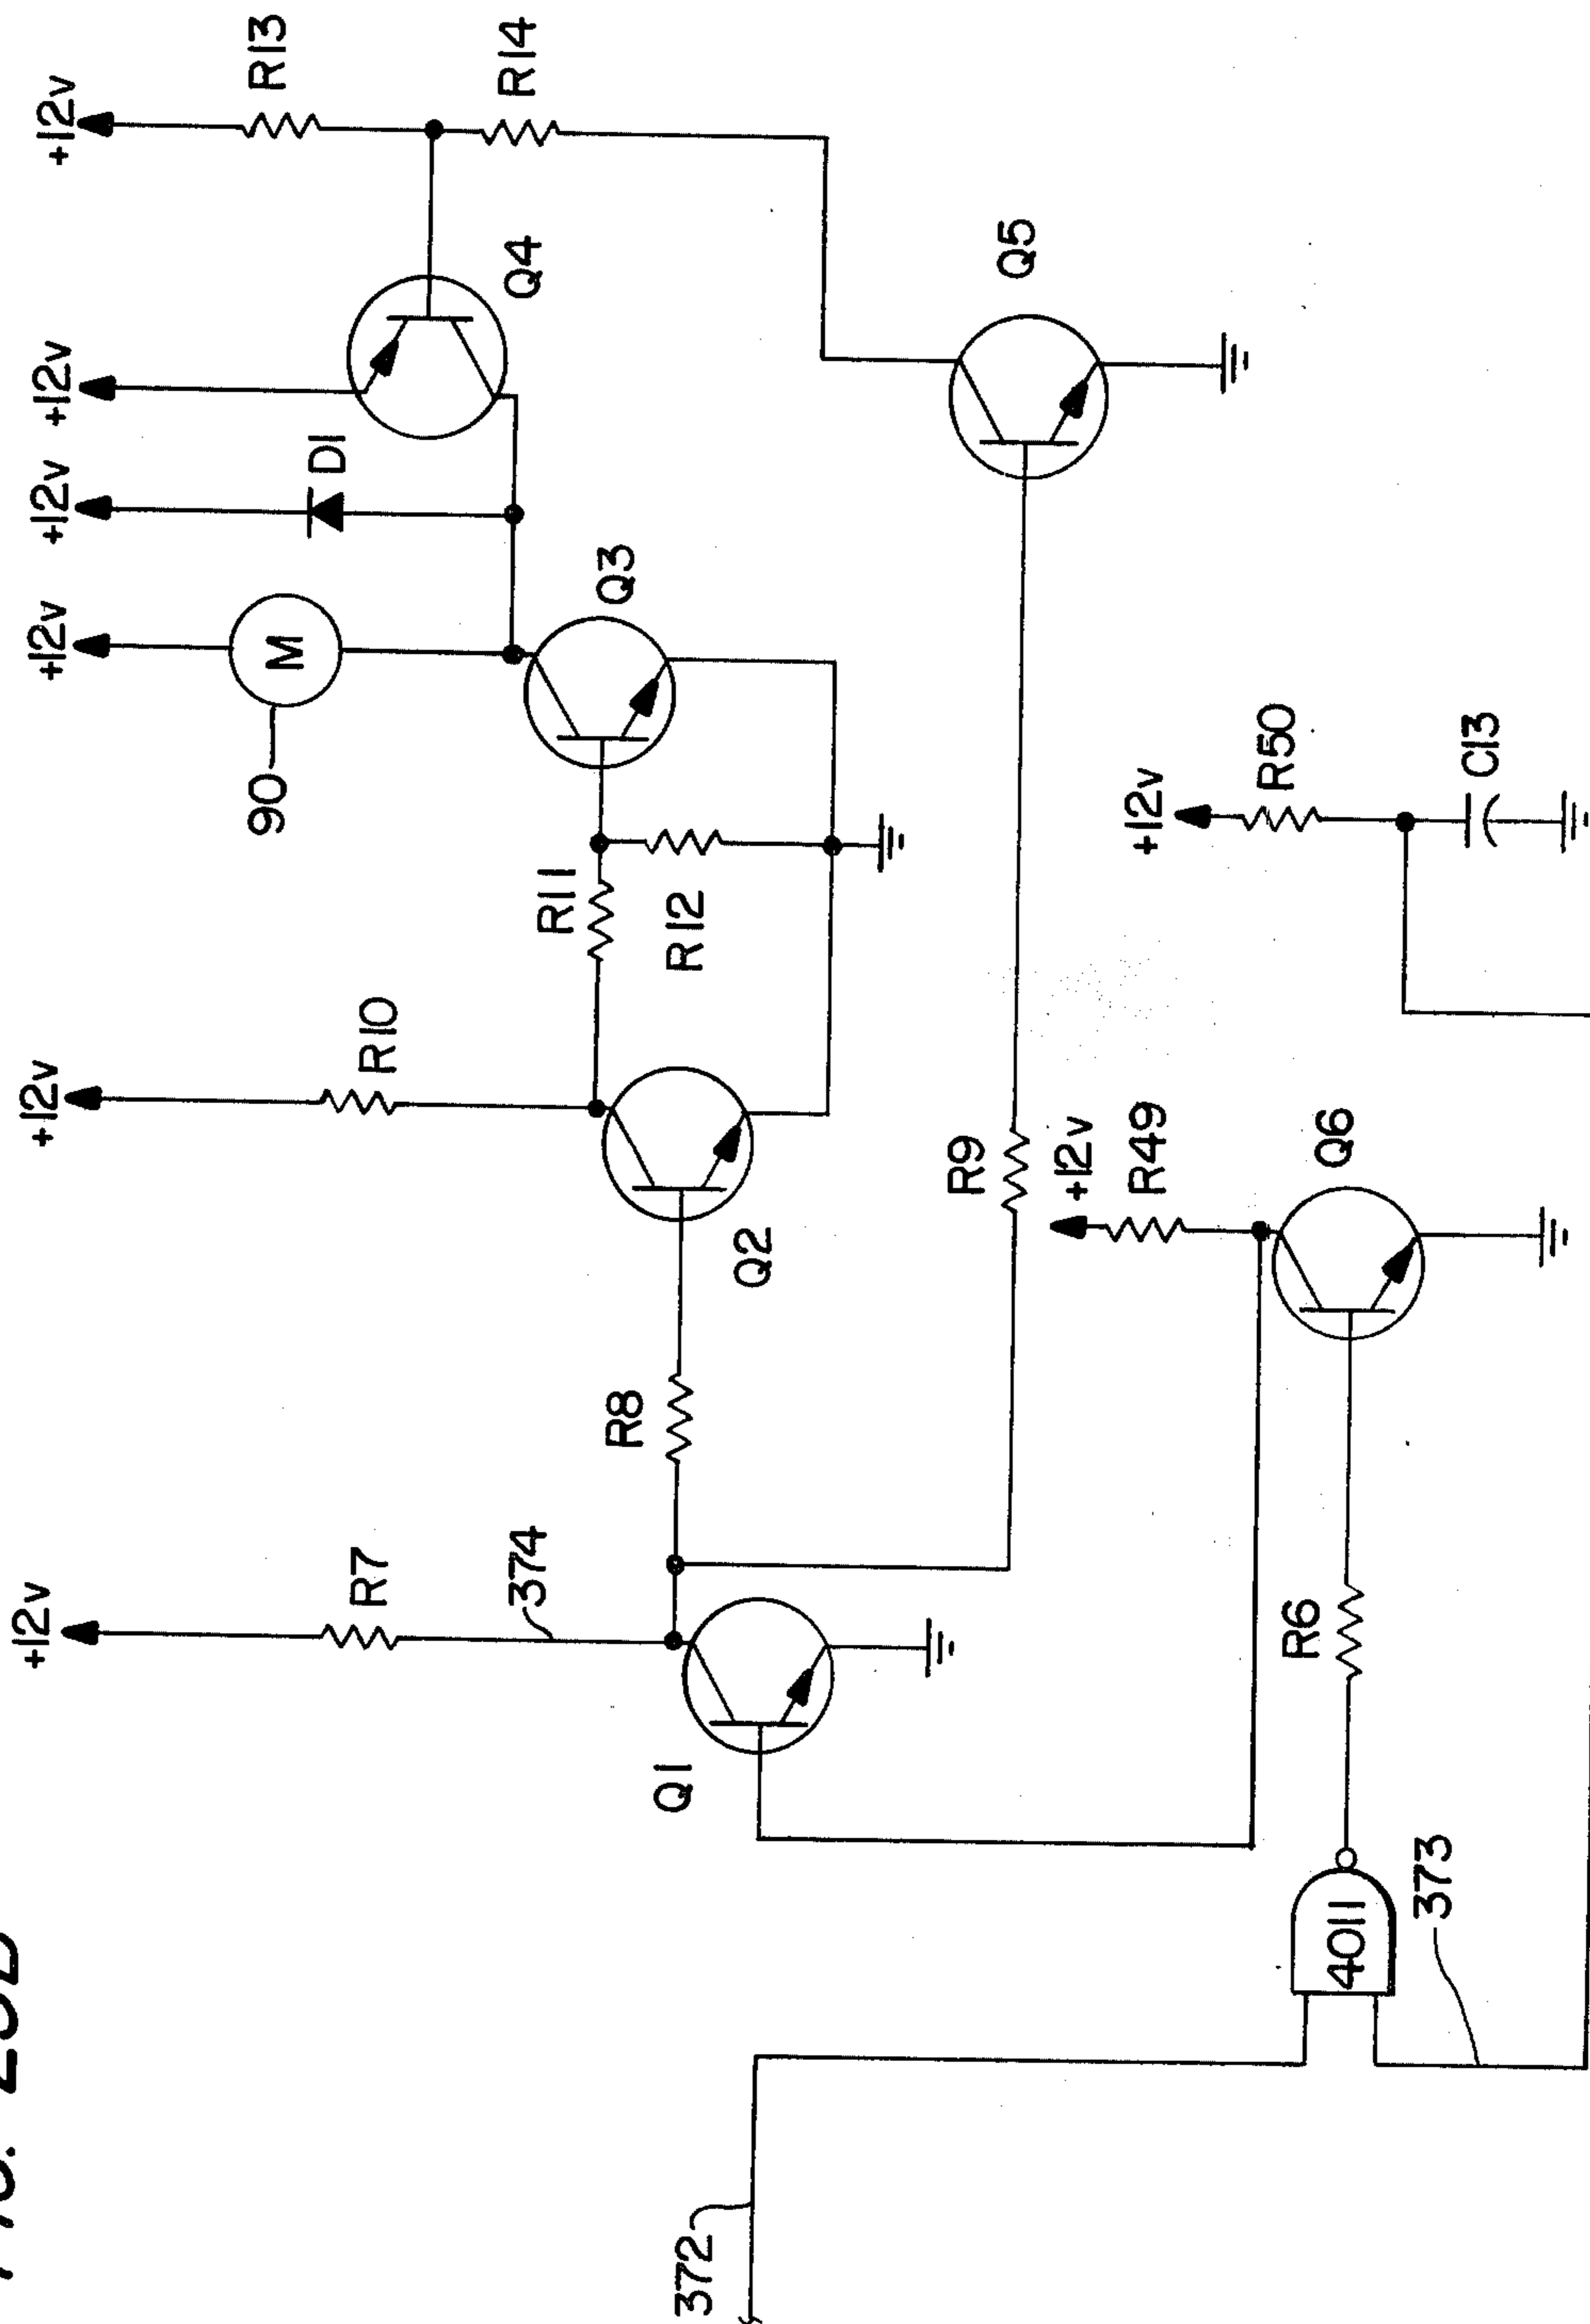 +12v
+12v
+12v
+12v
+12v
+12v
R13
R14
Q4
D1
M
90
Q3
Q5
R10
R11
R12
R7
374
R8
Q2
Q1
R9
+12v
R50
C13
+12v
R49
Q6
R6
4011
372
373